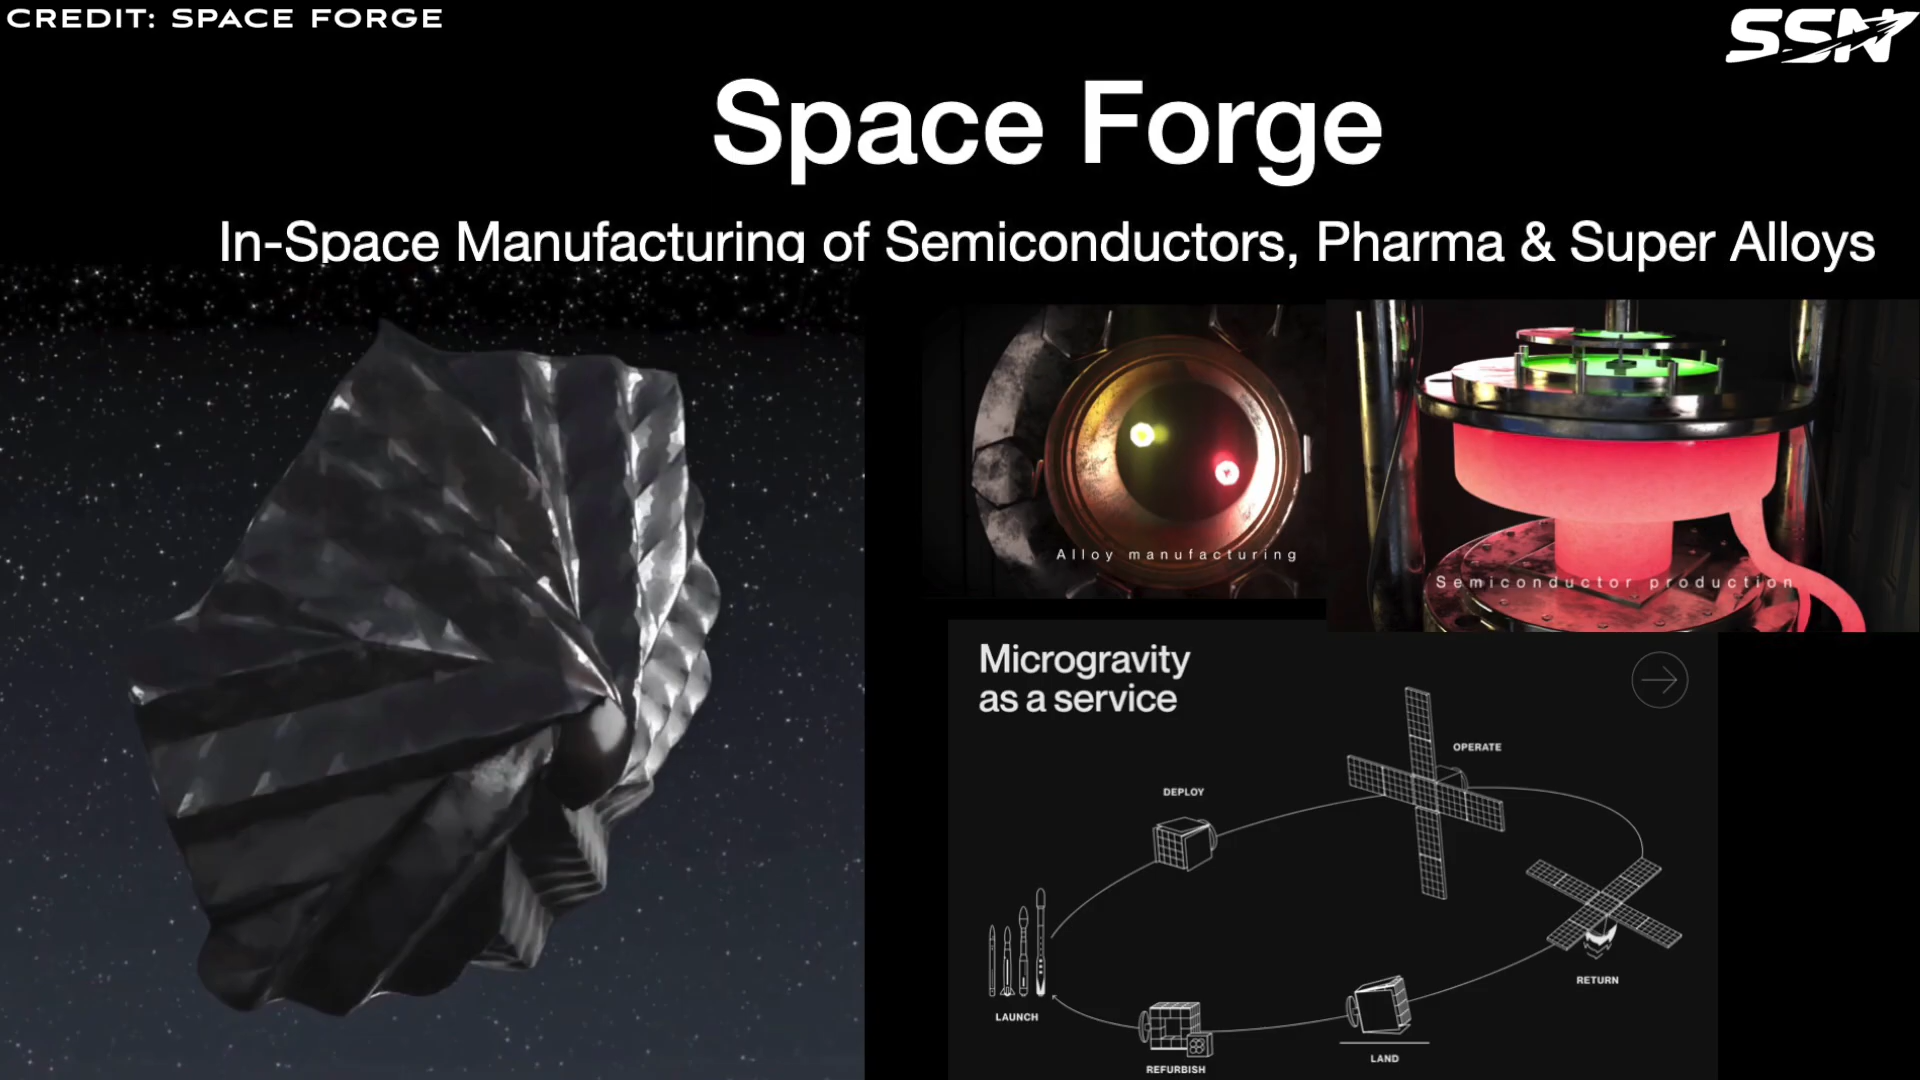 CREDIT: SPACE FORGE
SSN
Space Forge
In-Space Manufacturing of Semiconductors, Pharma & Super Alloys
Alloy manufacturing
Semiconductor production
Microgravity
as a service
OPERATE
DEPLOY
RETURN
LAUNCH
LAND
REFURBISH